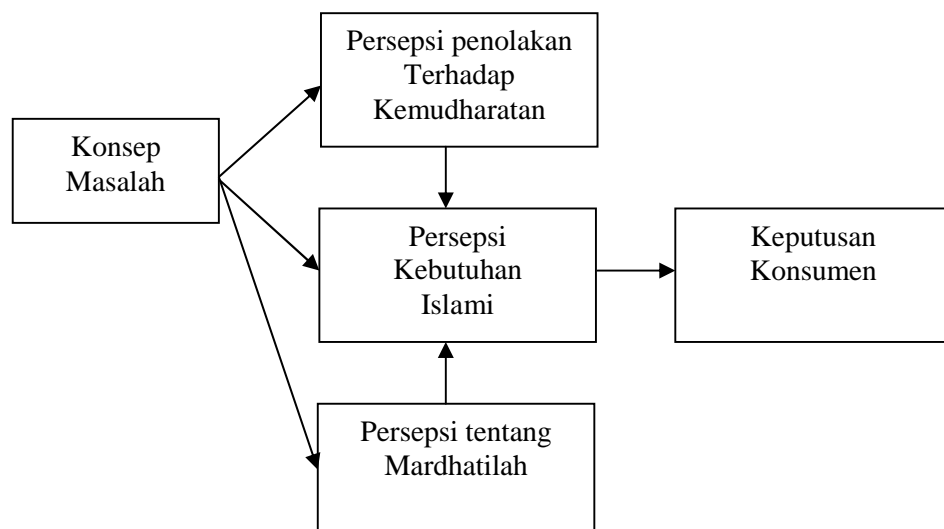 Persepsi penolakan
Terhadap
Kemudharatan
Konsep
Masalah
Persepsi
Kebutuhan
Islami
Keputusan
Konsumen
Persepsi tentang
Mardhatilah